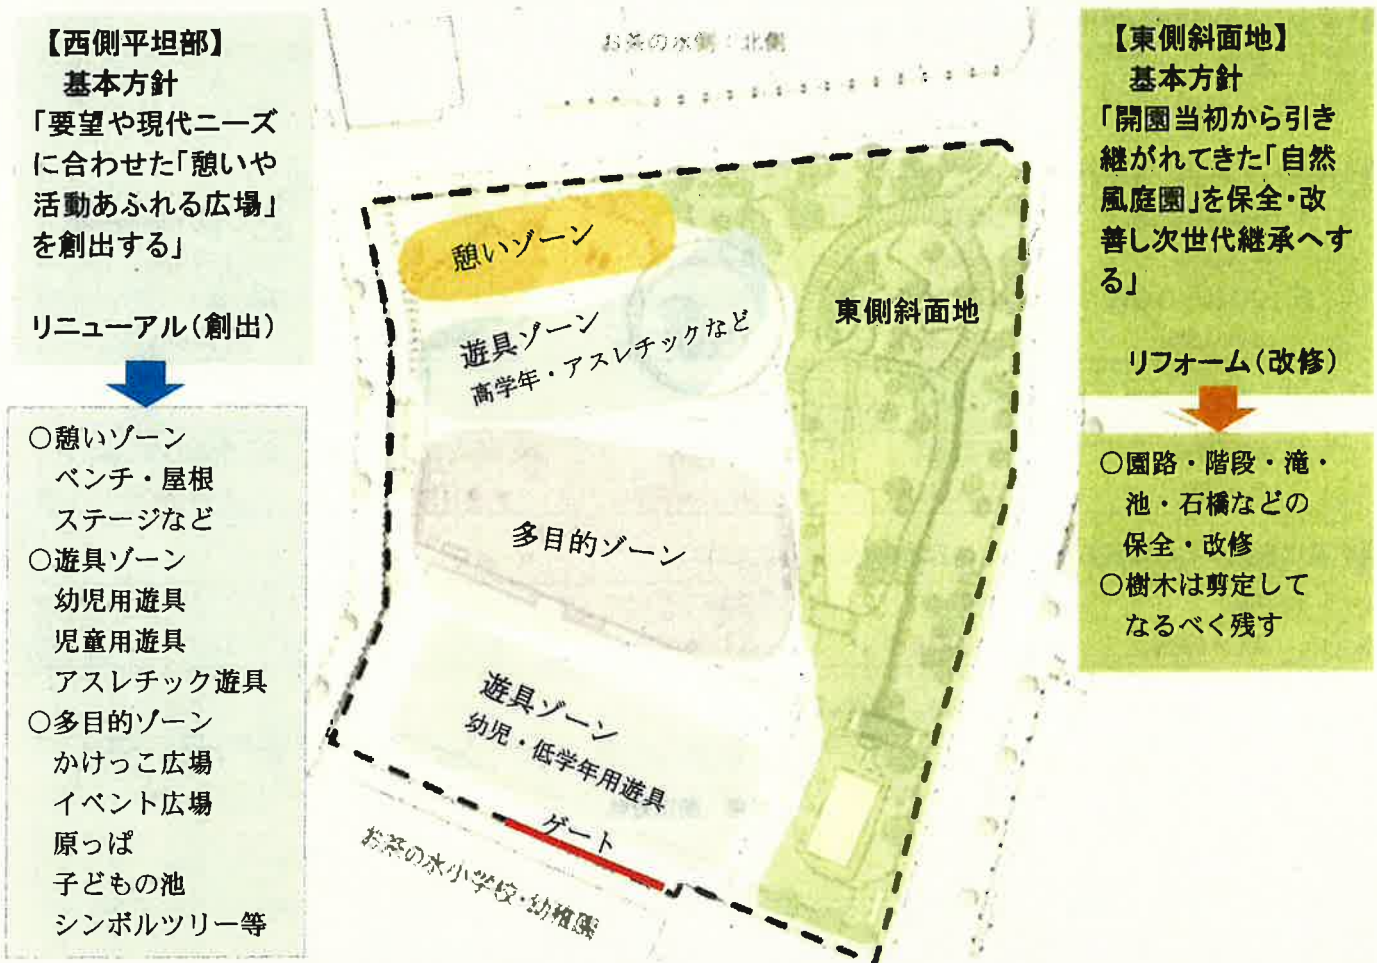 【西側平坦部】
基本方針
「要望や現代ニーズ
に合わせた「憩いや
活動あふれる広場」
を創出する」
リニューアル(創出)
○憩いゾーン
ベンチ・屋根
ステージなど
○遊具ゾーン
幼児用遊具
児童用遊具
アスレチック遊具
○多目的ゾーン
かけっこ広場
イベント広場
原っぱ
子どもの池
シンボルツリー等
お茶の水側:北側
憩いゾーン
遊具ゾーン
高学年・アスレチックなど
東側斜面地
多目的ゾーン
遊具ゾーン
幼児・低学年用遊具
ゲート
お茶の水小学校・幼稚園
【東側斜面地】
基本方針
「開園当初から引き
継がれてきた「自然
風庭園」を保全・改
善し次世代継承へす
る」
リフォーム(改修)
○園路・階段・滝・
池・石橋などの
保全・改修
○樹木は剪定して
なるべく残す